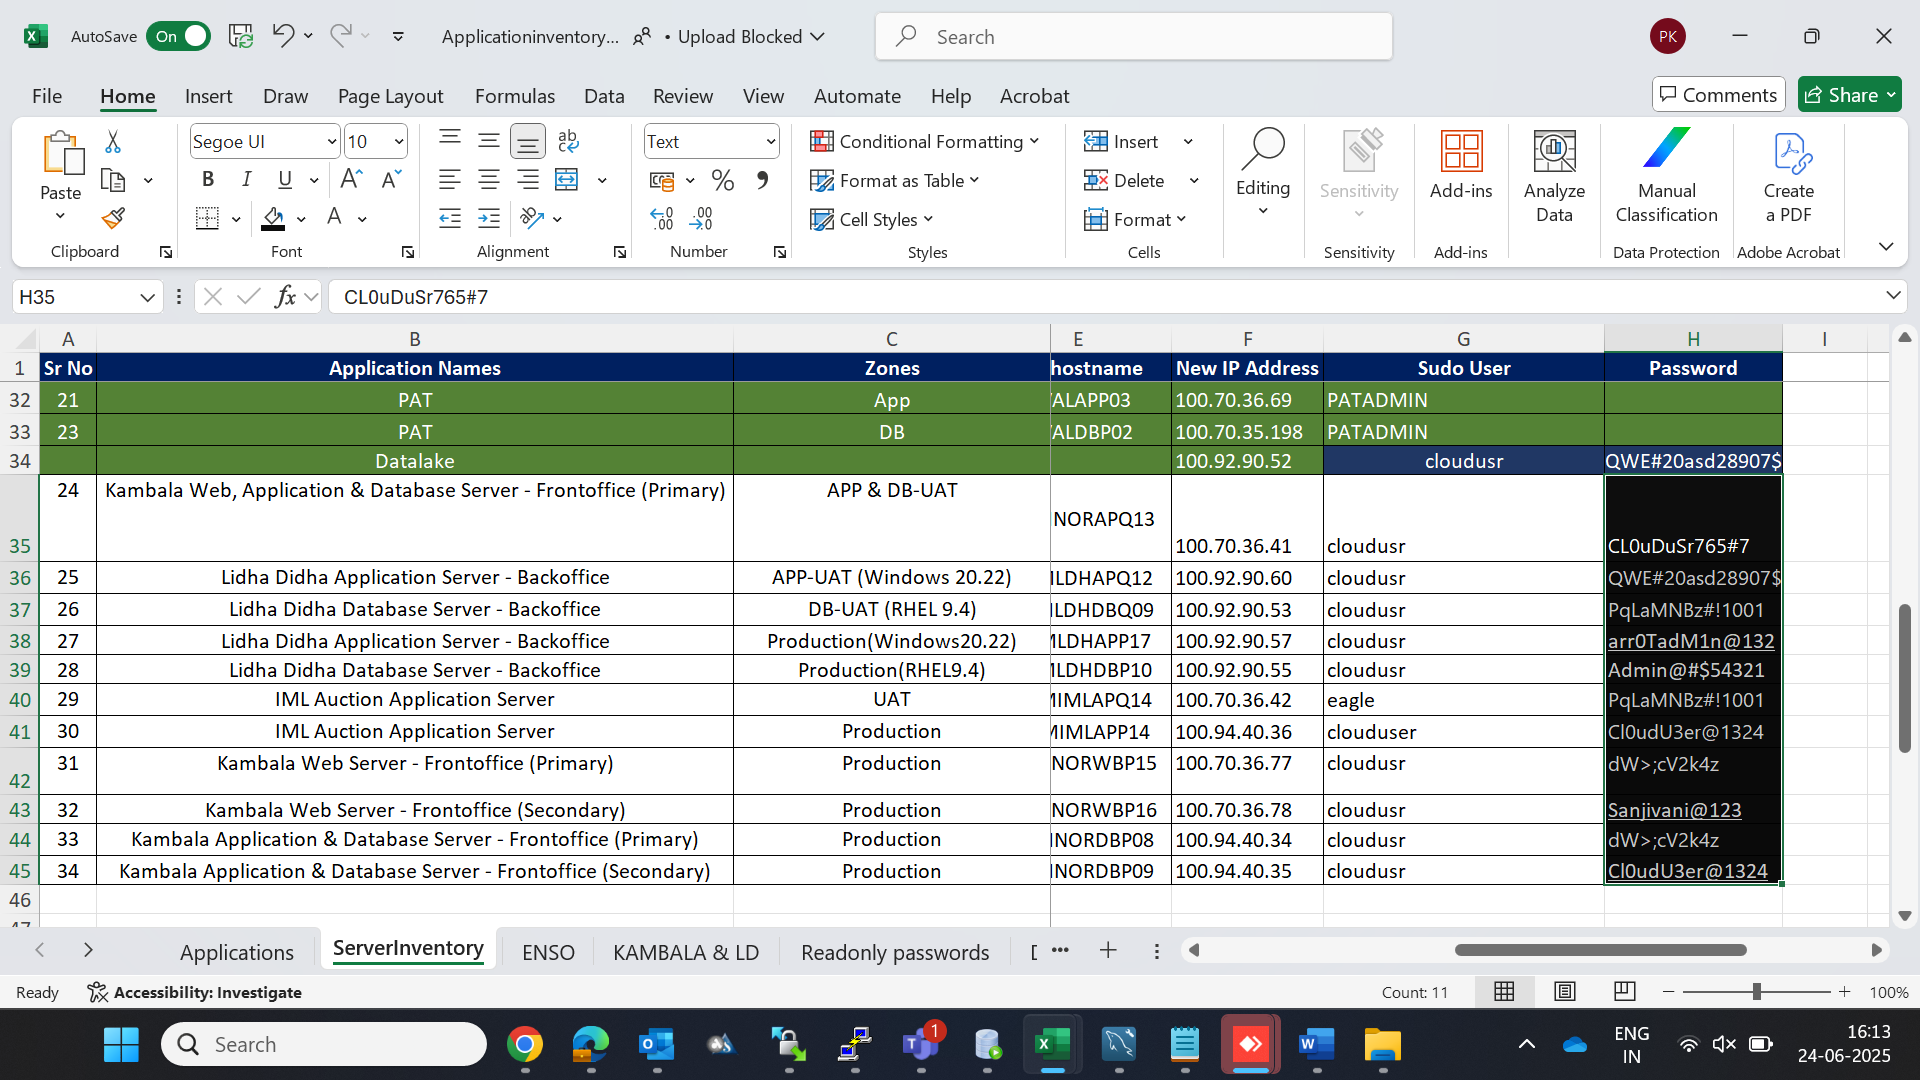 AutoSave On Applicationinventory... • Upload Blocked Search PK
File Home Insert Draw Page Layout Formulas Data Review View Automate Help Acrobat Comments Share
Paste Clipboard
Segoe UI 10 B I U A A A Font
ab Alignment
Text % Number
Conditional Formatting
Format as Table
Cell Styles
Styles
Insert
Delete
Format
Cells
Editing
Sensitivity
Sensitivity
Add-ins
Add-ins
Analyze Data
Manual Classification
Data Protection
Create a PDF
Adobe Acrobat
H35 fx CL0uDuSr765#7
A B C E F G H I
1 Sr No Application Names Zones hostname New IP Address Sudo User Password
32 21 PAT App ALAPP03 100.70.36.69 PATADMIN
33 23 PAT DB ALDBP02 100.70.35.198 PATADMIN
34 Datalake 100.92.90.52 cloudusr QWE#20asd28907$
35 24 Kambala Web, Application & Database Server - Frontoffice (Primary) APP & DB-UAT NORAPQ13 100.70.36.41 cloudusr CL0uDuSr765#7
36 25 Lidha Didha Application Server - Backoffice APP-UAT (Windows 20.22) LDHAPQ12 100.92.90.60 cloudusr QWE#20asd28907$
37 26 Lidha Didha Database Server - Backoffice DB-UAT (RHEL 9.4) LDHDBQ09 100.92.90.53 cloudusr PqLaMNBz#!1001
38 27 Lidha Didha Application Server - Backoffice Production(Windows20.22) LDHAPP17 100.92.90.57 cloudusr arr0TadM1n@132
39 28 Lidha Didha Database Server - Backoffice Production(RHEL9.4) LDHDBP10 100.92.90.55 cloudusr Admin@#$54321
40 29 IML Auction Application Server UAT IMLAPQ14 100.70.36.42 eagle PqLaMNBz#!1001
41 30 IML Auction Application Server Production IMLAPP14 100.94.40.36 clouduser Cl0udU3er@1324
42 31 Kambala Web Server - Frontoffice (Primary) Production NORWBP15 100.70.36.77 cloudusr dW>;cV2k4z
43 32 Kambala Web Server - Frontoffice (Secondary) Production NORWBP16 100.70.36.78 cloudusr Sanjivani@123
44 33 Kambala Application & Database Server - Frontoffice (Primary) Production NORDBP08 100.94.40.34 cloudusr dW>;cV2k4z
45 34 Kambala Application & Database Server - Frontoffice (Secondary) Production NORDBP09 100.94.40.35 cloudusr Cl0udU3er@1324
46
Applications ServerInventory ENSO KAMBALA & LD Readonly passwords
Ready Accessibility: Investigate Count: 11 100%
Search 1 ENG IN 16:13 24-06-2025